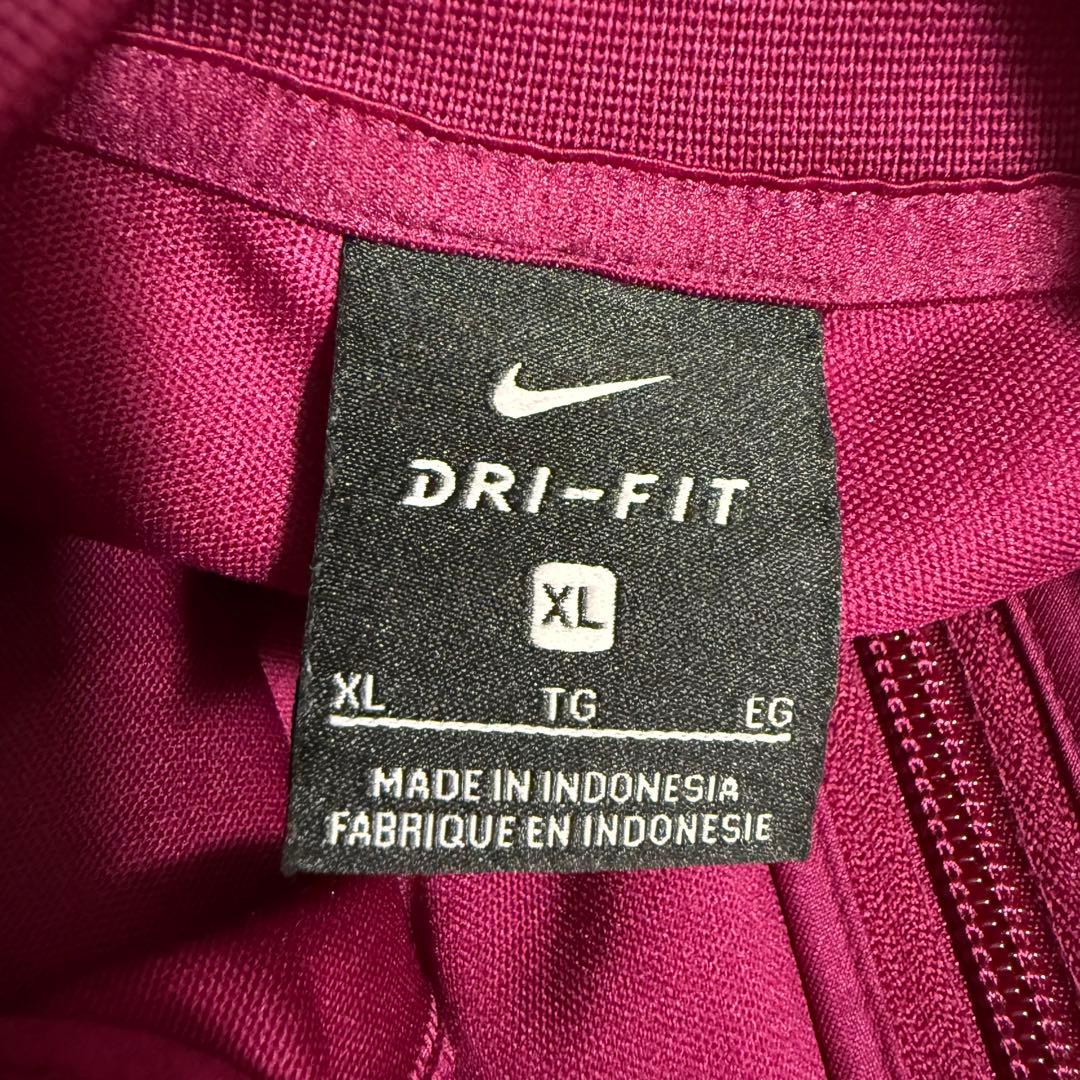 DRI-FIT
XL
XL TG EG
MADE IN INDONESIA
FABRIQUE EN INDONESIE